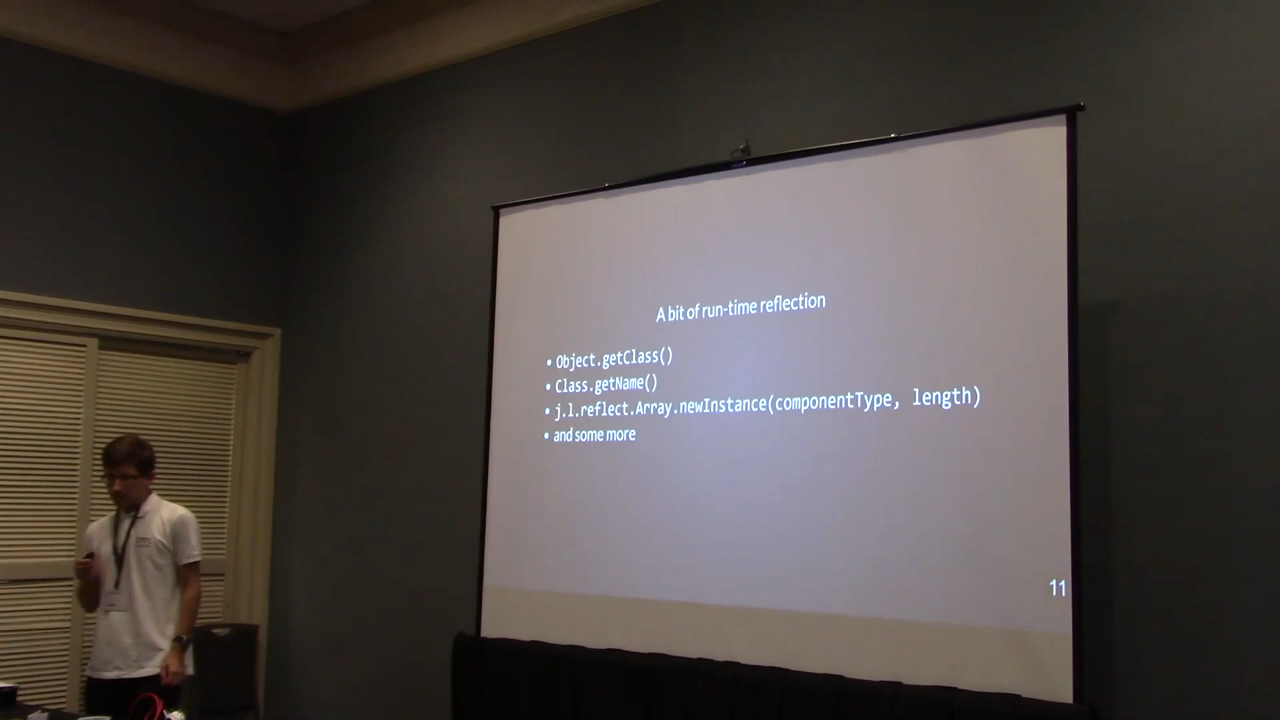 A bit of run-time reflection
• Object.getClass()
• Class.getName()
• j.l.reflect.Array.newInstance(componentType, length)
• and some more
11